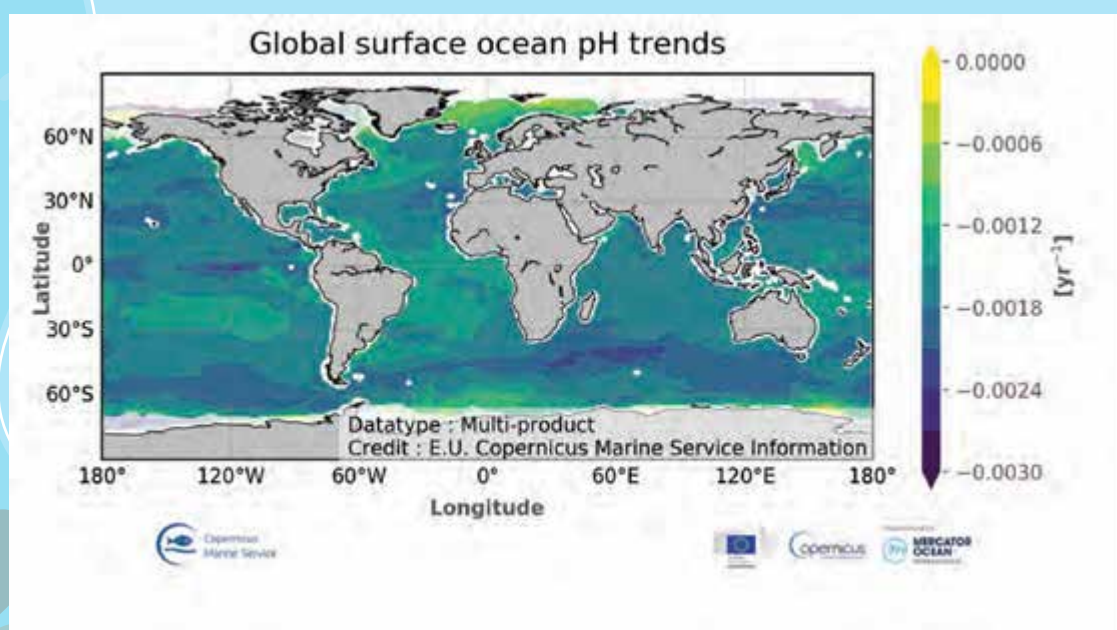 Global surface ocean pH trends
0.0000
−0.0006
−0.0012
−0.0018
−0.0024
−0.0030
[yr⁻¹]
Latitude
60°N
30°N
0°
30°S
60°S
Datatype : Multi-product
Credit : E.U. Copernicus Marine Service Information
180° 120°W 60°W 0° 60°E 120°E 180°
Longitude
Copernicus
Marine Service
opernicus
MERCATOR
OCEAN